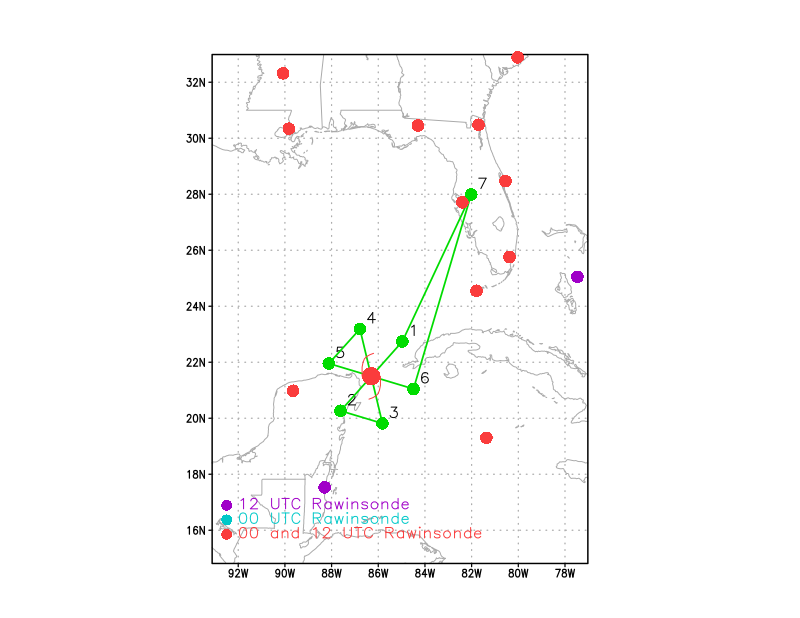 32N
30N
28N
26N
24N
22N
20N
18N
16N
7
4
1
5
6
2
3
12 UTC Rawinsonde
00 UTC Rawinsonde
00 and 12 UTC Rawinsonde
92W 90W 88W 86W 84W 82W 80W 78W